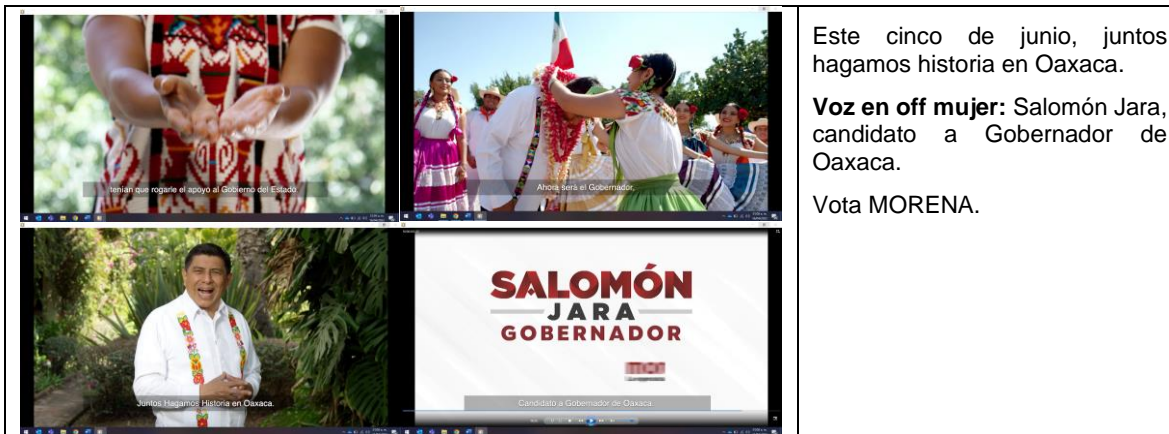 tenían que rogarle el apoyo al Gobierno del Estado
Ahora será el Gobernador,
Juntos Hagamos Historia en Oaxaca.
SALOMÓN
JARA
GOBERNADOR
Candidato a Gobernador de Oaxaca.
Este cinco de junio, juntos
hagamos historia en Oaxaca.
Voz en off mujer: Salomón Jara,
candidato a Gobernador de
Oaxaca.
Vota MORENA.